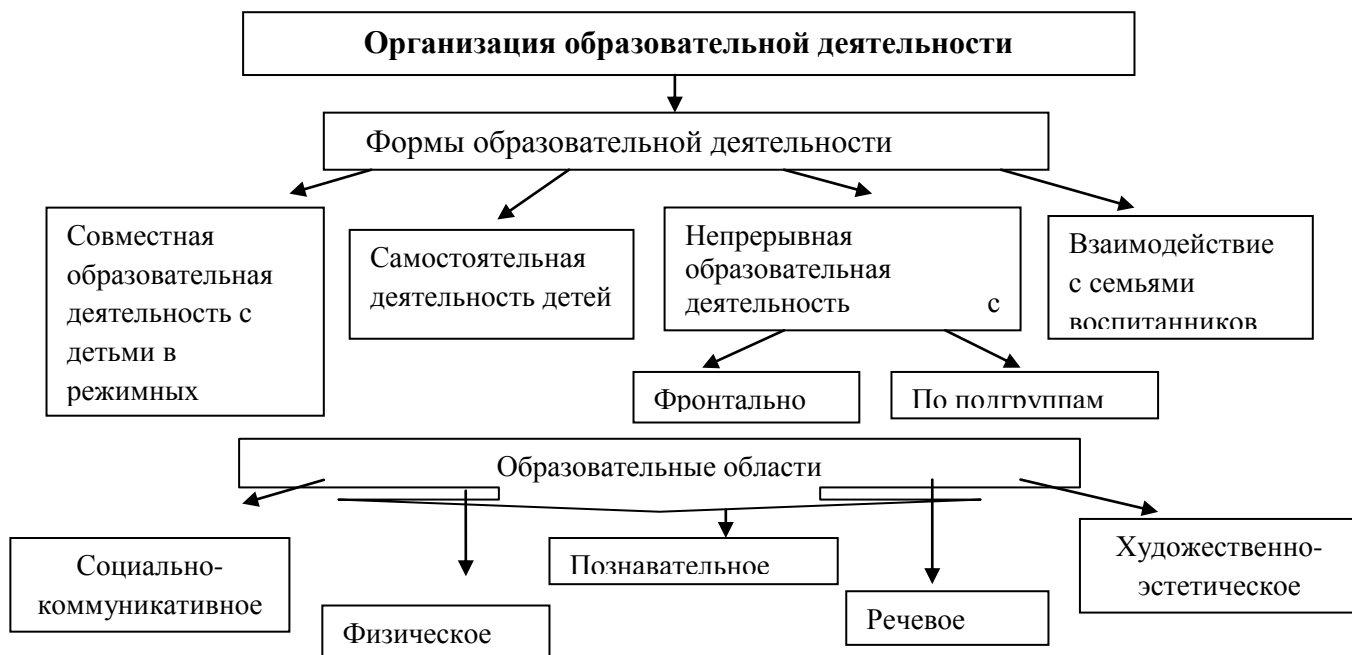 Организация образовательной деятельности
Формы образовательной деятельности
Совместная
образовательная
деятельность с
детьми в
режимных
Самостоятельная
деятельность детей
Непрерывная
образовательная
деятельность с
Взаимодействие
с семьями
воспитанников
Фронтально
По подгруппам
Образовательные области
Социально-
коммуникативное
Физическое
Познавательное
Речевое
Художественно-
эстетическое